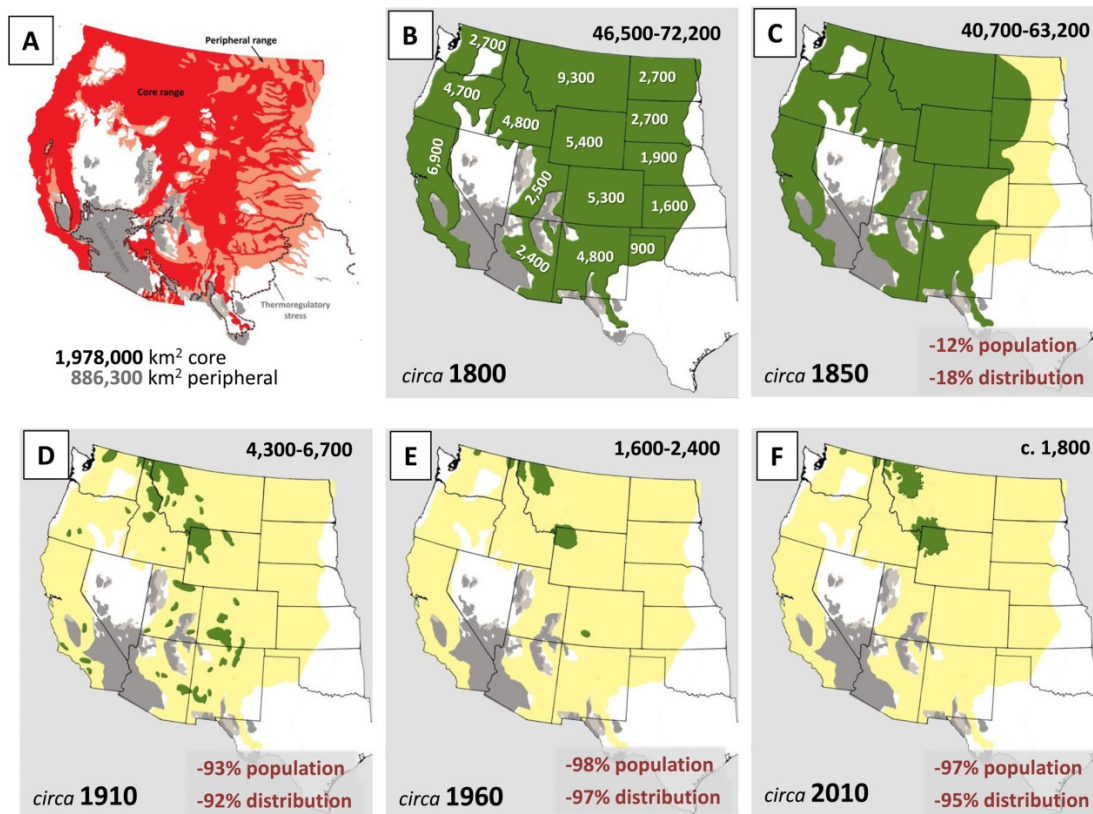 A
Peripheral range
Core range
Desert
Extreme desert
Thermoregulatory
stress
1,978,000 km² core
886,300 km² peripheral
B
46,500-72,200
2,700
9,300
2,700
4,700
4,800
2,700
5,400
6,900
1,900
2,500
5,300
1,600
2,400
4,800
900
circa 1800
C
40,700-63,200
-12% population
-18% distribution
circa 1850
D
4,300-6,700
-93% population
-92% distribution
circa 1910
E
1,600-2,400
-98% population
-97% distribution
circa 1960
F
c. 1,800
-97% population
-95% distribution
circa 2010